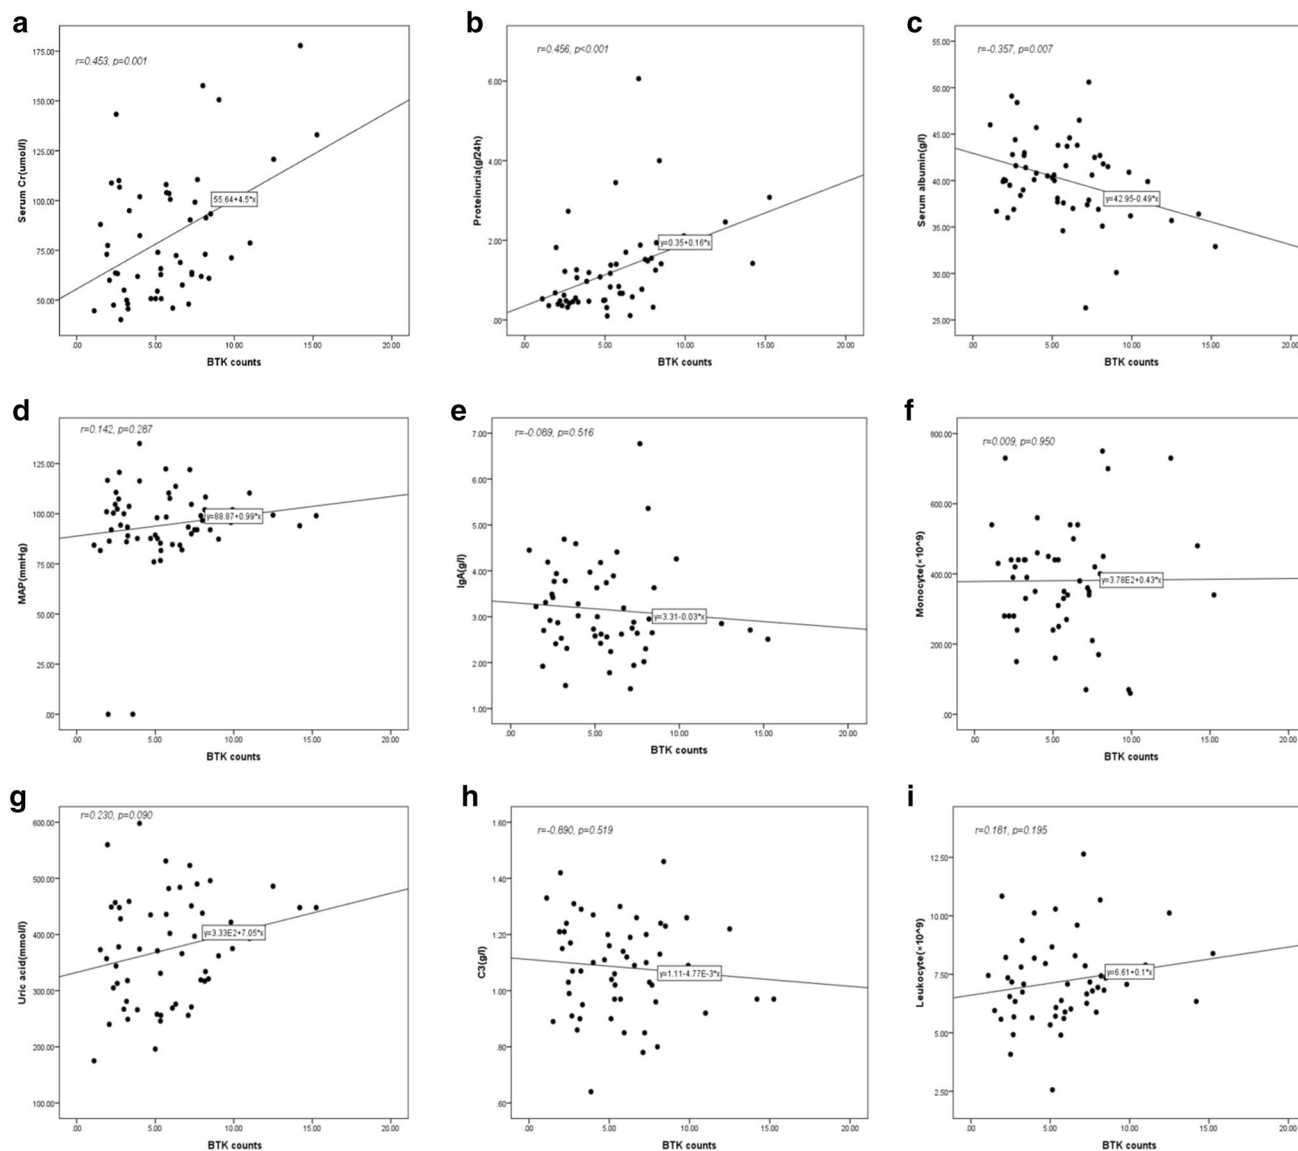 a
r=0.453, p=0.001
Serum Cr(umol/l)
175.00
150.00
125.00
100.00
75.00
50.00
55.64+4.5*x
.00 5.00 10.00 15.00 20.00
BTK counts
b
r=0.456, p<0.001
Proteinuria(g/24h)
6.00
4.00
2.00
.00
y=0.35+0.16*x
.00 5.00 10.00 15.00 20.00
BTK counts
c
r=-0.357, p=0.007
Serum albumin(g/l)
55.00
50.00
45.00
40.00
35.00
30.00
25.00
y=42.95-0.49*x
.00 5.00 10.00 15.00 20.00
BTK counts
d
r=0.142, p=0.287
MAP(mmHg)
125.00
100.00
75.00
50.00
25.00
.00
y=88.87+0.99*x
.00 5.00 10.00 15.00 20.00
BTK counts
e
r=-0.089, p=0.516
IgA(g/l)
7.00
6.00
5.00
4.00
3.00
2.00
1.00
y=3.31-0.03*x
.00 5.00 10.00 15.00 20.00
BTK counts
f
r=0.009, p=0.950
Monocyte(×10^9)
800.00
600.00
400.00
200.00
.00
y=3.78E2+0.43*x
.00 5.00 10.00 15.00 20.00
BTK counts
g
r=0.230, p=0.090
Uric acid(mmol/l)
600.00
500.00
400.00
300.00
200.00
100.00
y=3.33E2+7.05*x
.00 5.00 10.00 15.00 20.00
BTK counts
h
r=-0.890, p=0.519
C3(g/l)
1.60
1.40
1.20
1.00
.80
.60
y=1.11-4.77E-3*x
.00 5.00 10.00 15.00 20.00
BTK counts
i
r=0.181, p=0.195
Leukocyte(×10^9)
12.50
10.00
7.50
5.00
2.50
y=6.61+0.1*x
.00 5.00 10.00 15.00 20.00
BTK counts